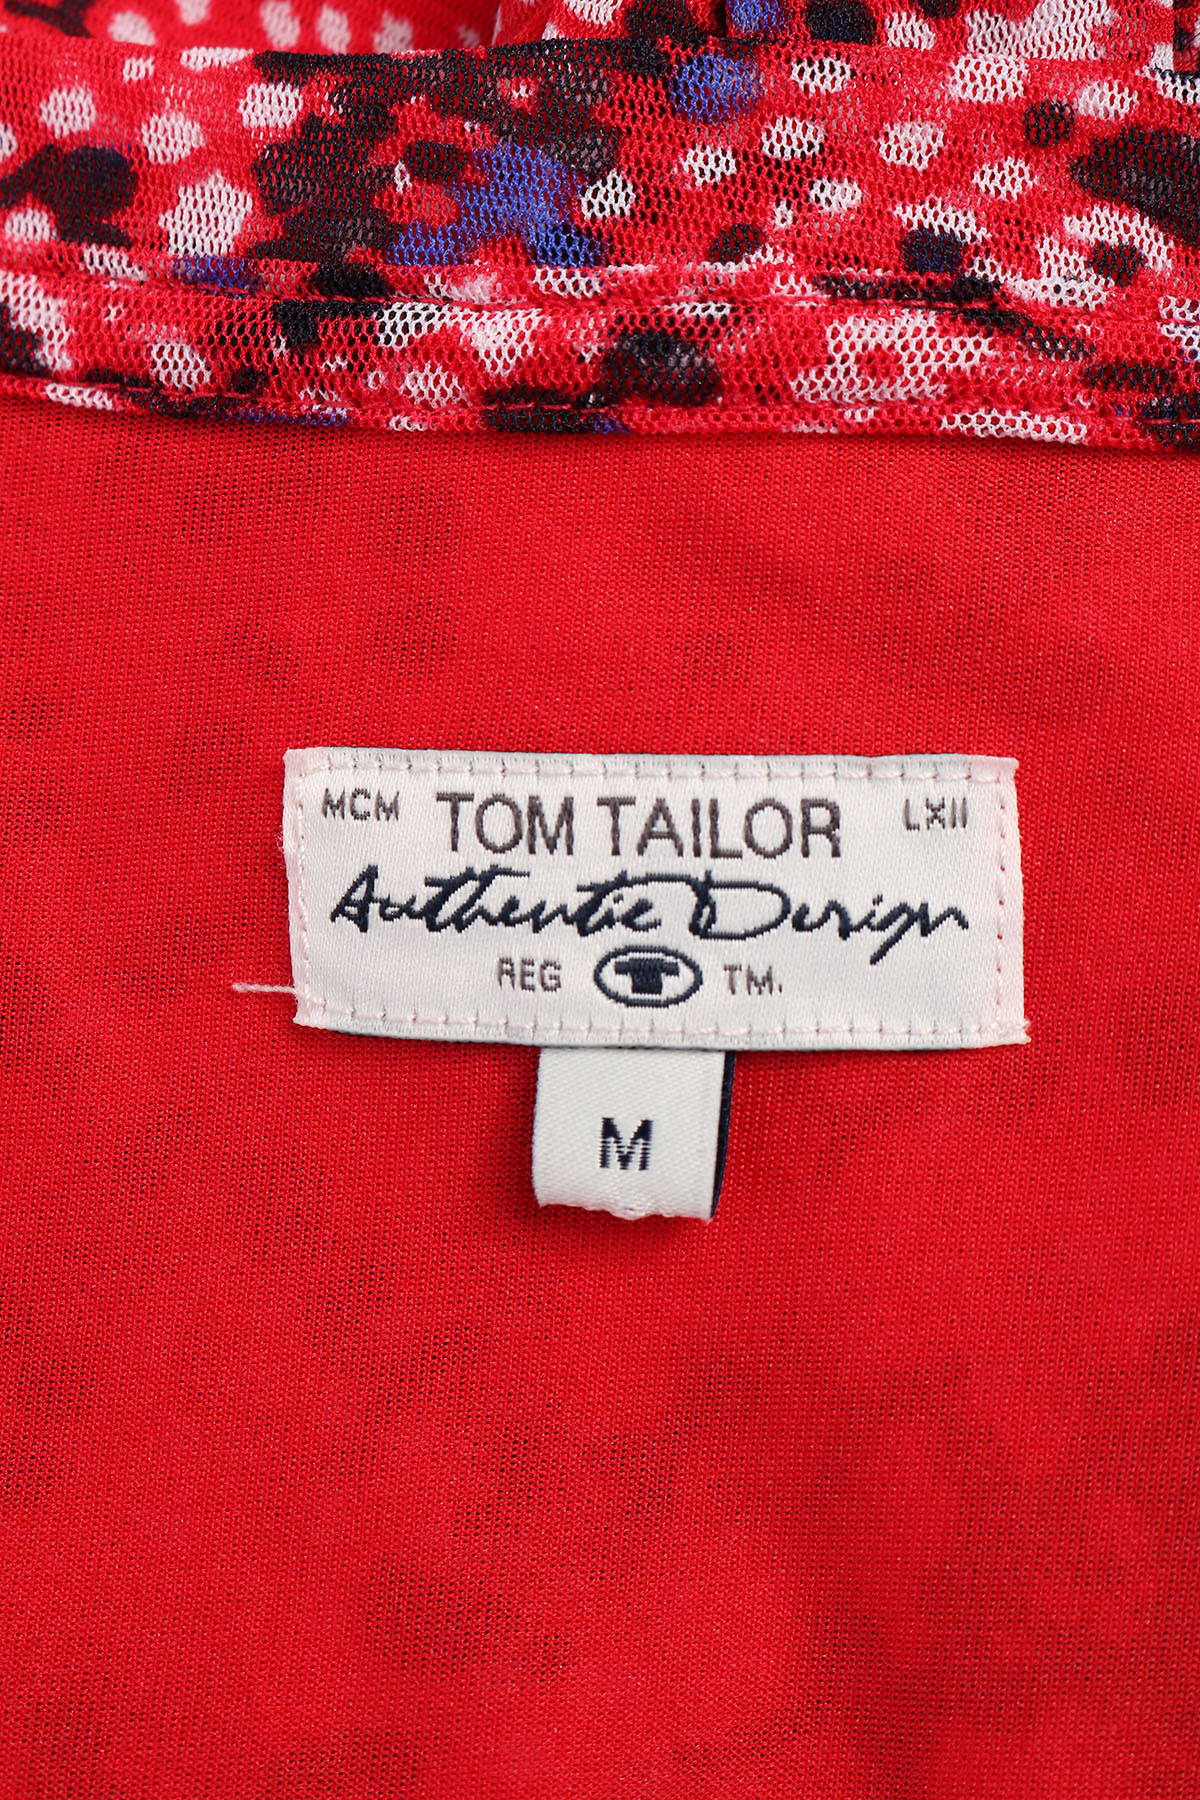 MCM TOM TAILOR LXII
Authentic Design
REG T TM.
M